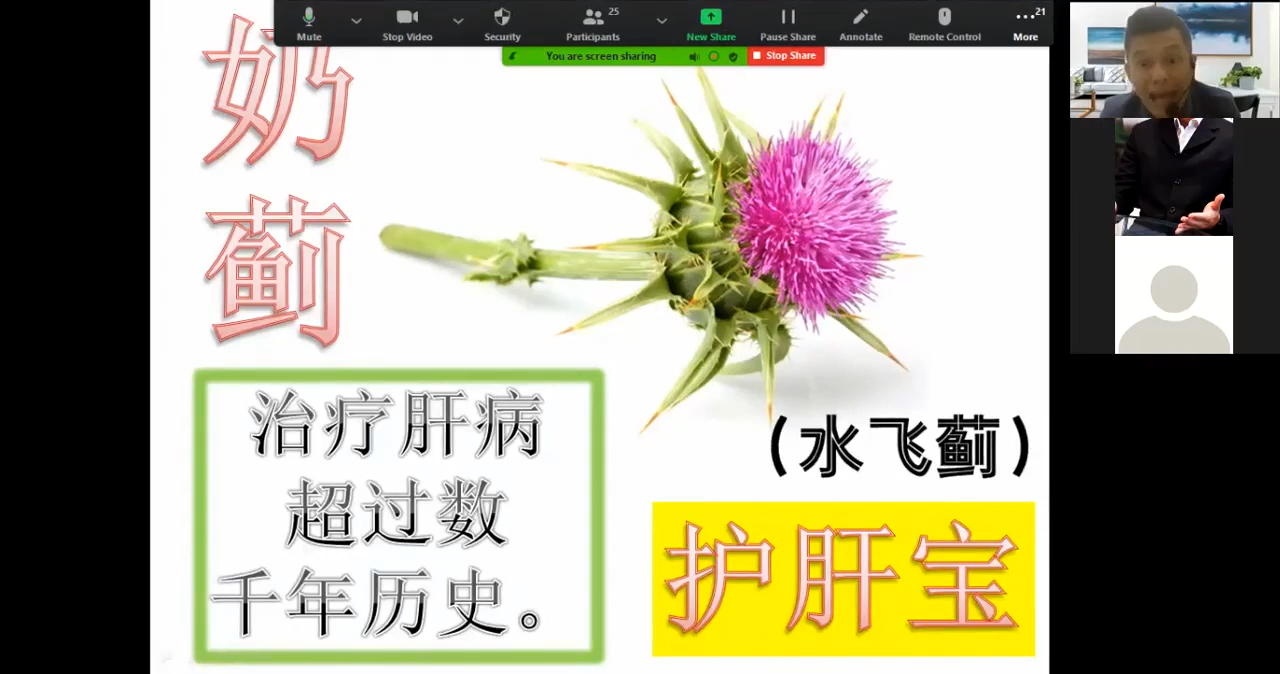 25
21
Mute
Stop Video
Security
Participants
New Share
Pause Share
Annotate
Remote Control
More
You are screen sharing
Stop Share
奶
蓟
治疗肝病
超过数
千年历史。
（水飞蓟）
护肝宝